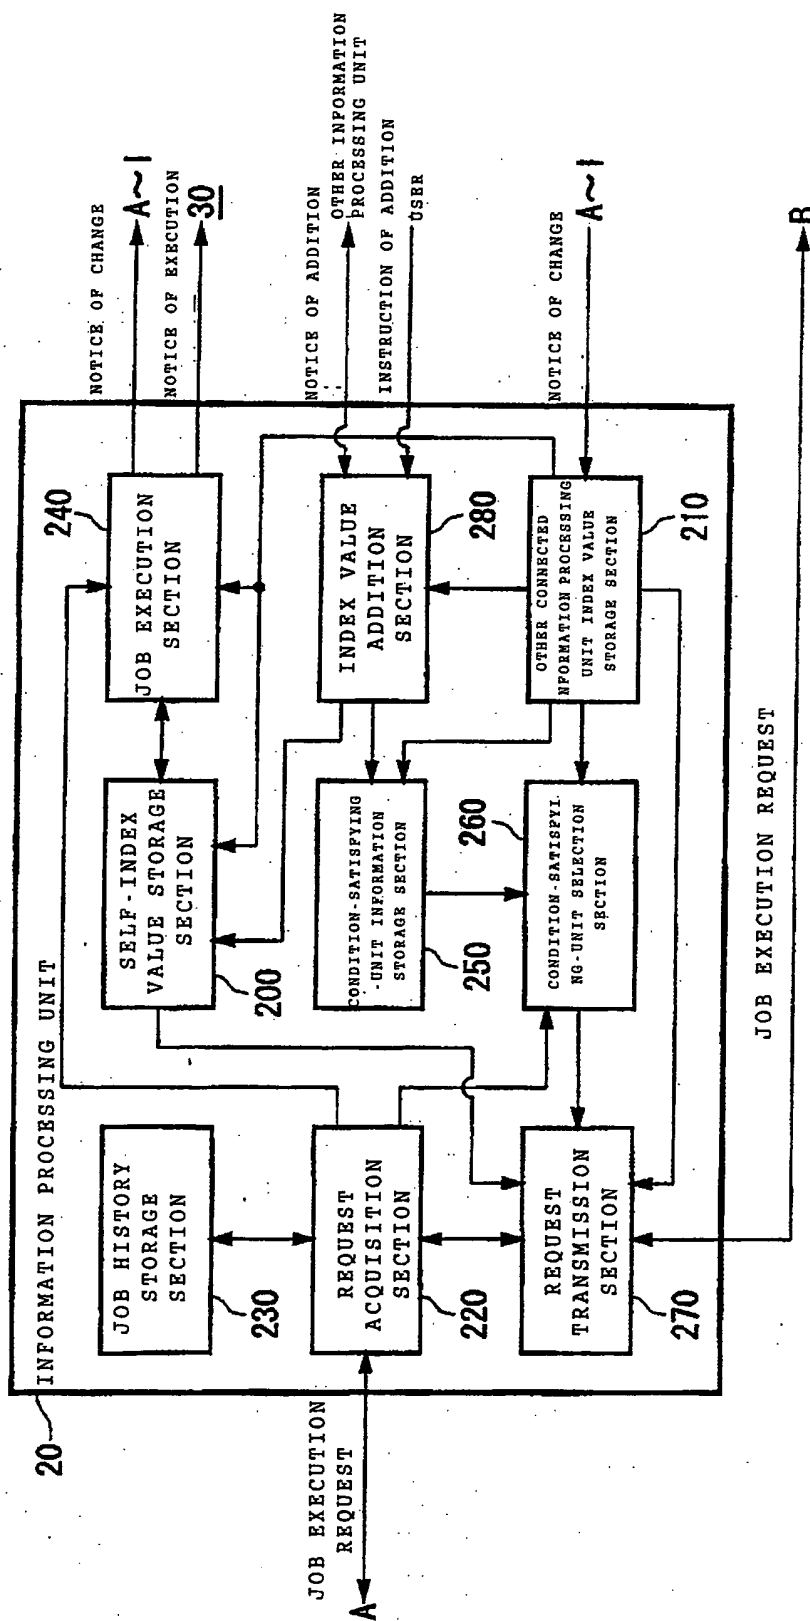 20
INFORMATION PROCESSING UNIT
JOB HISTORY
STORAGE
SECTION
230
SELF-INDEX
VALUE STORAGE
SECTION
200
JOB EXECUTION
SECTION
240
NOTICE OF CHANGE
A~I
NOTICE OF EXECUTION
30
JOB EXECUTION
REQUEST
A
REQUEST
ACQUISITION
SECTION
220
CONDITION-SATISFYING
-UNIT INFORMATION
STORAGE SECTION
250
INDEX VALUE
ADDITION
SECTION
280
NOTICE OF ADDITION
OTHER INFORMATION
PROCESSING UNIT
INSTRUCTION OF ADDITION
USER
REQUEST
TRANSMISSION
SECTION
270
260
CONDITION-SATISFYI
NG-UNIT SELECTION
SECTION
OTHER CONNECTED
NFORMATION PROCESSING
UNIT INDEX VALUE
STORAGE SECTION
210
NOTICE OF CHANGE
A~I
JOB EXECUTION REQUEST
B